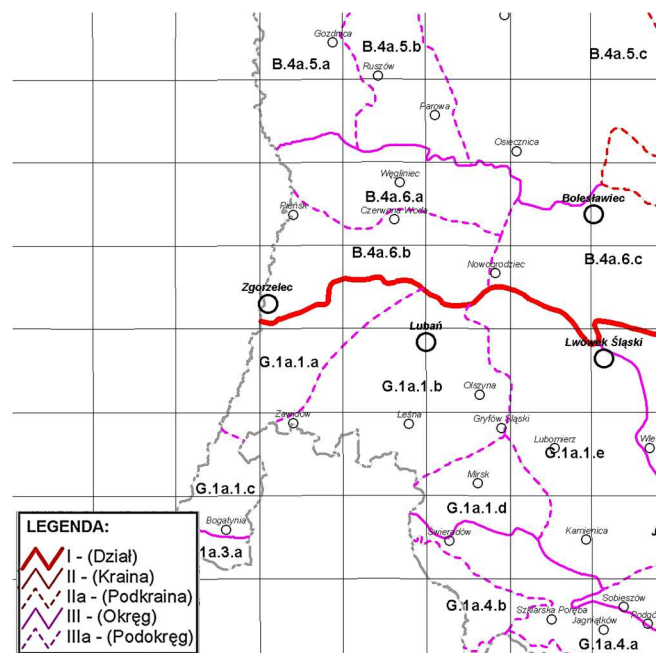 Gozdnica
B.4a.5.b
B.4a.5.a
B.4a.5.c
Ruszów
Parowa
Osiecznica
Węgliniec
B.4a.6.a
Bolesławiec
Pieńsk
Czerwona Woda
B.4a.6.b
B.4a.6.c
Nowogrodziec
Zgorzelec
Lubań
Lwówek Śląski
G.1a.1.a
G.1a.1.b
Olszyna
Zawidów
Leśna
Gryfów Śląski
Lubomierz
Wle
G.1a.1.e
Mirsk
G.1a.1.c
G.1a.1.d
Bogatynia
Świeradów
Kamienica
1a.3.a
G.1a.4.b
Szklarska Poręba
Sobieszów
Podgó
Jagniątków
G.1a.4.a
LEGENDA:
I - (Dział)
II - (Kraina)
IIa - (Podkraina)
III - (Okręg)
IIIa - (Podokręg)